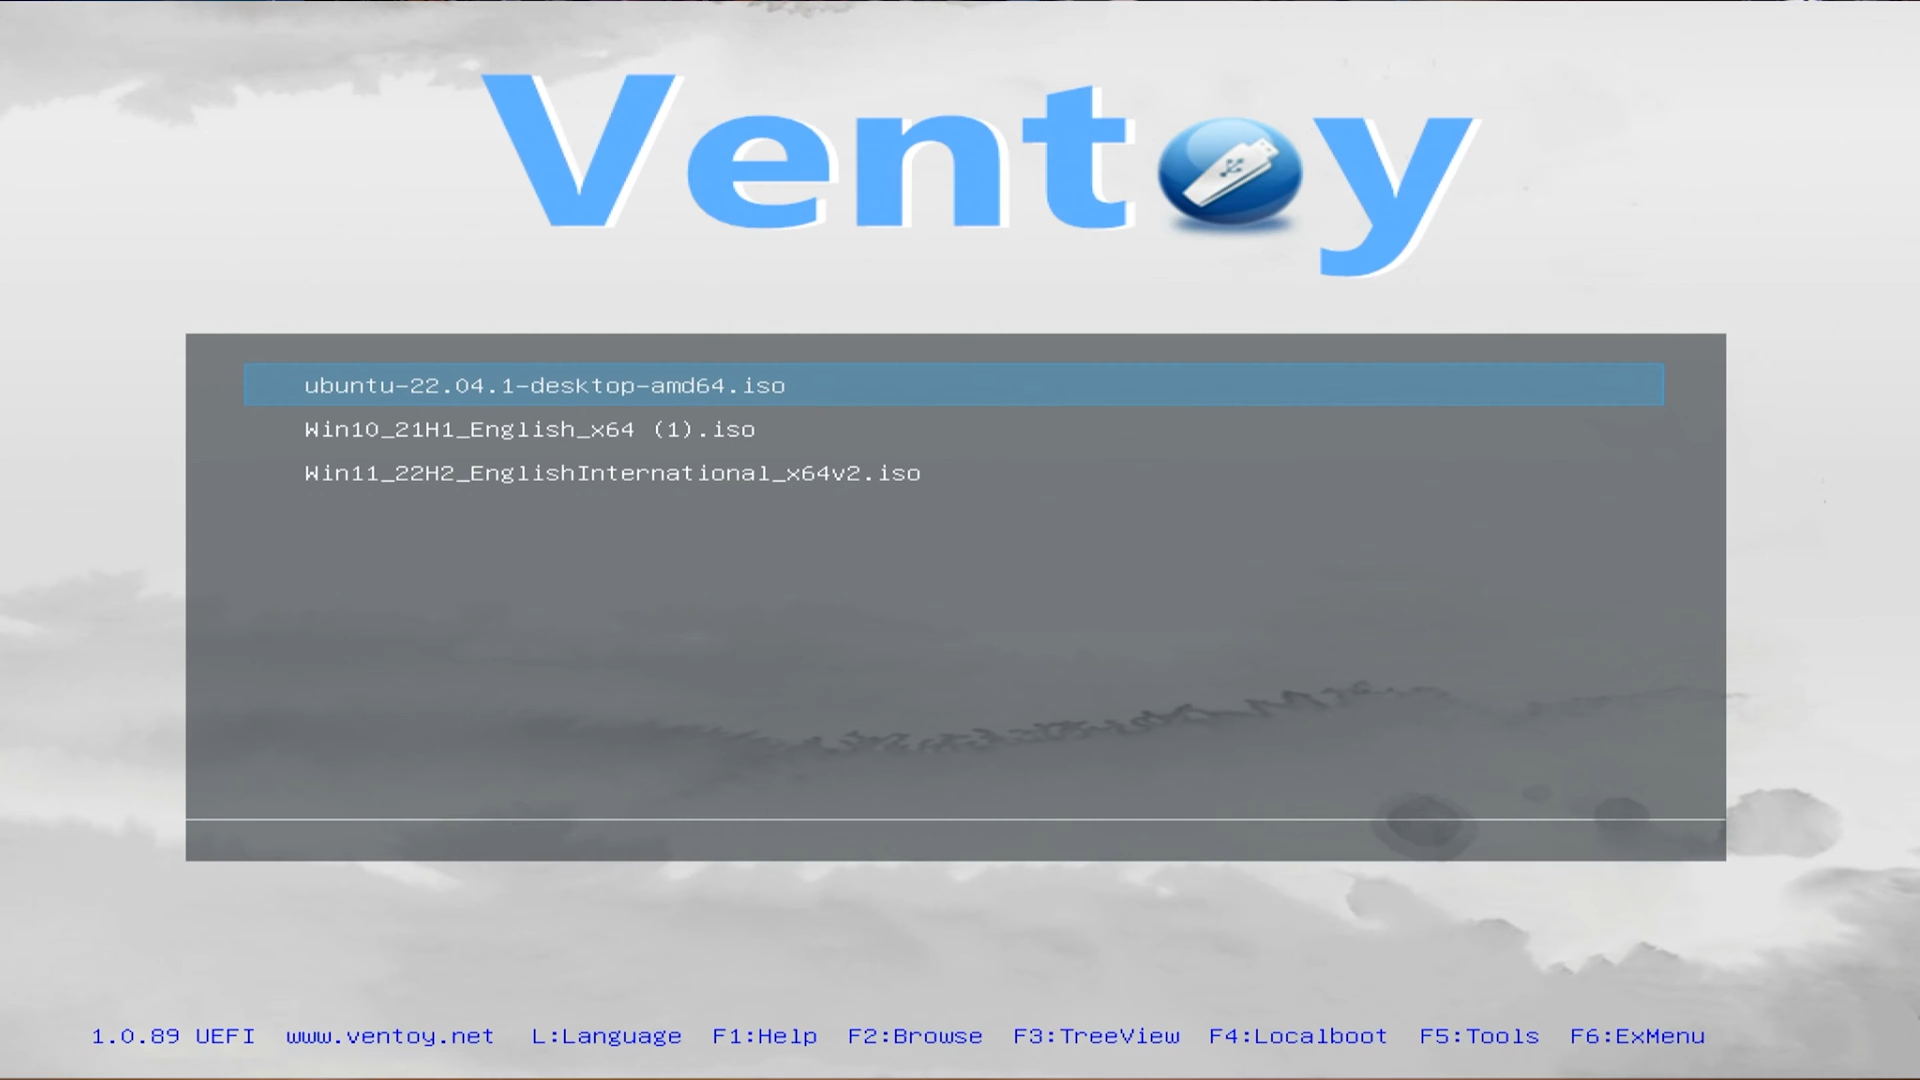 Ventoy
ubuntu-22.04.1-desktop-amd64.iso
Win10_21H1_English_x64 (1).iso
Win11_22H2_EnglishInternational_x64v2.iso
1.0.89 UEFI www.ventoy.net L:Language F1:Help F2:Browse F3:TreeView F4:Localboot F5:Tools F6:ExMenu